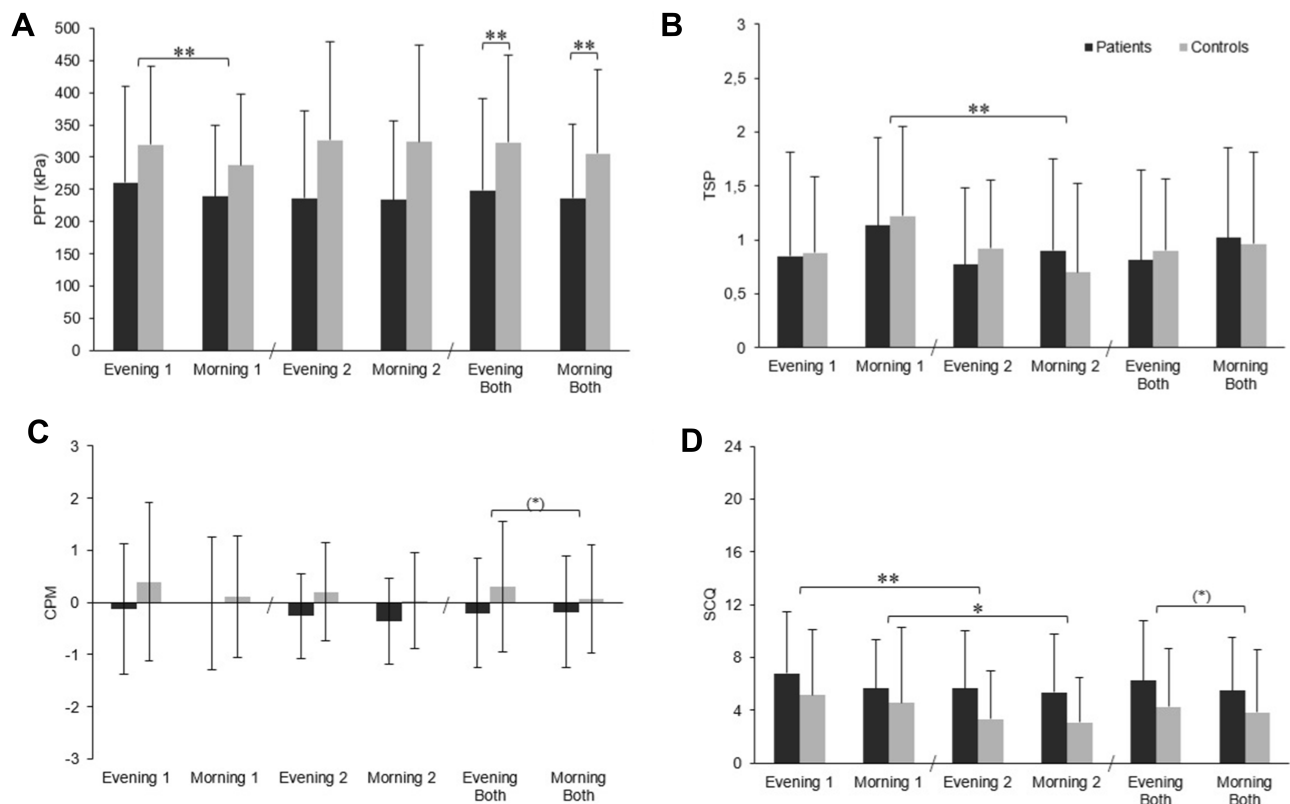 A
500
450
400
350
300
250
200
150
100
50
0
PPT (kPa)
**
**
**
Evening 1
Morning 1
Evening 2
Morning 2
Evening
Both
Morning
Both
B
3
2,5
2
1,5
1
0,5
0
TSP
Patients
Controls
**
Evening 1
Morning 1
Evening 2
Morning 2
Evening
Both
Morning
Both
C
3
2
1
0
-1
-2
-3
CPM
(*)
Evening 1
Morning 1
Evening 2
Morning 2
Evening
Both
Morning
Both
D
24
20
16
12
8
4
0
SCQ
**
*
(*)
Evening 1
Morning 1
Evening 2
Morning 2
Evening
Both
Morning
Both